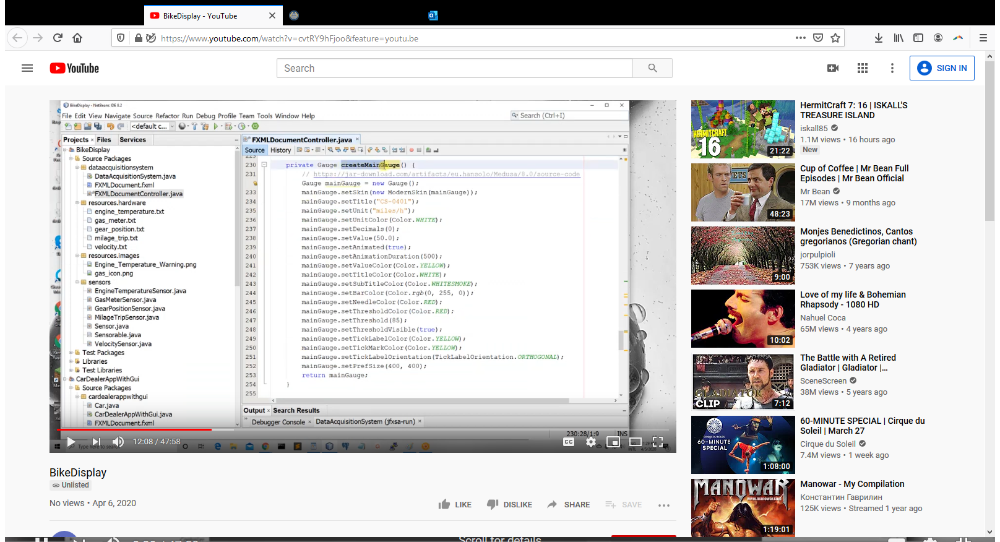 BikeDisplay - YouTube
https://www.youtube.com/watch?v=cvtRY9hFjoo&feature=youtu.be
YouTube
Search
SIGN IN
BikeDisplay - NetBeans IDE 8.2
File Edit View Navigate Source Refactor Run Debug Profile Team Tools Window Help
Search (Ctrl+I)
<default c...
Projects
Files
Services
BikeDisplay
Source Packages
dataacquisitionsystem
DataAcquisitionSystem.java
FXMLDocument.fxml
FXMLDocumentController.java
resources.hardware
engine_temperature.txt
gas_meter.txt
gear_position.txt
milage_trip.txt
velocity.txt
resources.images
Engine_Temperature_Warning.png
gas_icon.png
sensors
EngineTemperatureSensor.java
GasMeterSensor.java
GearPositionSensor.java
MilageTripSensor.java
Sensor.java
Sensorable.java
VelocitySensor.java
Test Packages
Libraries
Test Libraries
CarDealerAppWithGui
Source Packages
cardealerappwithgui
Car.java
CarDealerAppWithGui.java
FXMLDocument.fxml
FXMLDocumentController.java
Source History
230 private Gauge createMainGauge() {
231 // https://jar-download.com/artifacts/eu.hansolo/Medusa/8.0/source-code
Gauge mainGauge = new Gauge();
233 mainGauge.setSkin(new ModernSkin(mainGauge));
234 mainGauge.setTitle("CS-0401");
235 mainGauge.setUnit("miles/h");
236 mainGauge.setUnitColor(Color.WHITE);
237 mainGauge.setDecimals(0);
238 mainGauge.setValue(50.0);
239 mainGauge.setAnimated(true);
240 mainGauge.setAnimationDuration(500);
241 mainGauge.setValueColor(Color.YELLOW);
242 mainGauge.setTitleColor(Color.WHITE);
243 mainGauge.setSubTitleColor(Color.WHITESMOKE);
244 mainGauge.setBarColor(Color.rgb(0, 255, 0));
245 mainGauge.setNeedleColor(Color.RED);
246 mainGauge.setThresholdColor(Color.RED);
247 mainGauge.setThreshold(85);
248 mainGauge.setThresholdVisible(true);
249 mainGauge.setTickLabelColor(Color.YELLOW);
250 mainGauge.setTickMarkColor(Color.YELLOW);
251 mainGauge.setTickLabelOrientation(TickLabelOrientation.ORTHOGONAL);
252 mainGauge.setPrefSize(400, 400);
253 return mainGauge;
254 }
255
Output
Search Results
Debugger Console
DataAcquisitionSystem (jfxsa-run)
230:28/1:9 INS
12:08 / 47:58
Type here to search
CC
BikeDisplay
Unlisted
No views • Apr 6, 2020
LIKE
DISLIKE
SHARE
SAVE
Scroll for details
HERMITCRAFT
16
21:22
HermitCraft 7: 16 | ISKALL'S
TREASURE ISLAND
iskall85
1.1M views • 16 hours ago
New
48:23
Cup of Coffee | Mr Bean Full
Episodes | Mr Bean Official
Mr Bean
17M views • 9 months ago
9:00
Monjes Benedictinos, Cantos
gregorianos (Gregorian chant)
jorpulpioli
753K views • 7 years ago
10:02
Love of my life & Bohemian
Rhapsody - 1080 HD
Nahuel Coca
65M views • 4 years ago
GLADIATOR
CLIP
7:12
The Battle with A Retired
Gladiator | Gladiator |...
SceneScreen
38M views • 5 years ago
CIRQUE DU SOLEIL
60-MINUTE
SPECIAL
1:08:00
60-MINUTE SPECIAL | Cirque du
Soleil | March 27
Cirque du Soleil
7.4M views • 1 week ago
MANOWAR
www.manowar.com
1:19:01
Manowar - My Compilation
Константин Гаврилин
125K views • Streamed 1 year ago